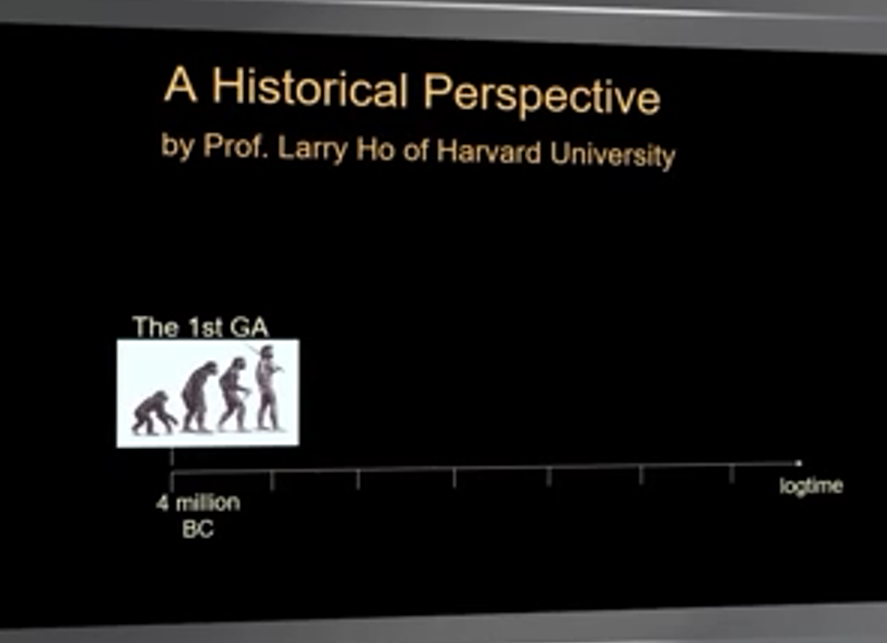 A Historical Perspective
by Prof. Larry Ho of Harvard University
The 1st GA
4 million
BC
logtime